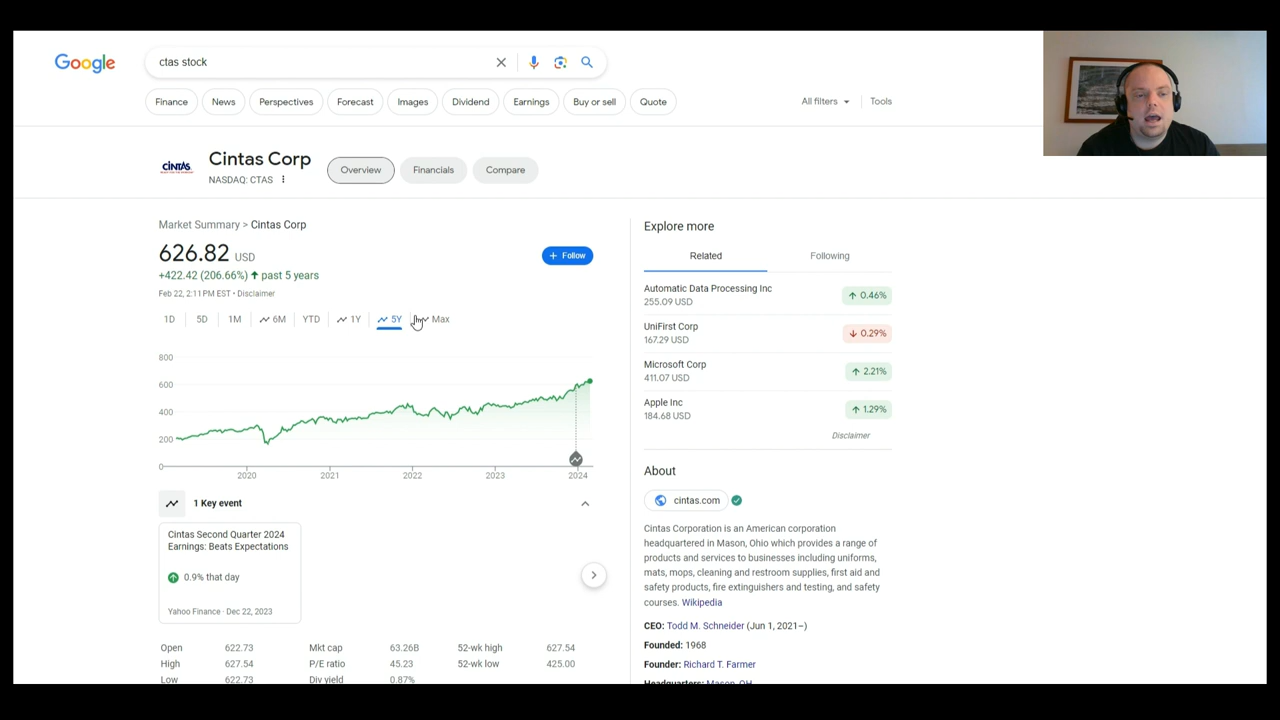 Google
ctas stock
Finance
News
Perspectives
Forecast
Images
Dividend
Earnings
Buy or sell
Quote
All filters
Tools
CINTAS
Cintas Corp
NASDAQ: CTAS
Overview
Financials
Compare
Market Summary > Cintas Corp
626.82 USD
+ Follow
+422.42 (206.66%) ↑ past 5 years
Feb 22, 2:11 PM EST • Disclaimer
1D
5D
1M
6M
YTD
1Y
5Y
Max
800
600
400
200
0
2020
2021
2022
2023
2024
1 Key event
Cintas Second Quarter 2024
Earnings: Beats Expectations
0.9% that day
Yahoo Finance · Dec 22, 2023
Open 622.73 Mkt cap 63.26B 52-wk high 627.54
High 627.54 P/E ratio 45.23 52-wk low 425.00
Low 622.73 Div yield 0.87%
Explore more
Related
Following
Automatic Data Processing Inc
255.09 USD
↑ 0.46%
UniFirst Corp
167.29 USD
↓ 0.29%
Microsoft Corp
411.07 USD
↑ 2.21%
Apple Inc
184.68 USD
↑ 1.29%
Disclaimer
About
cintas.com
Cintas Corporation is an American corporation
headquartered in Mason, Ohio which provides a range of
products and services to businesses including uniforms,
mats, mops, cleaning and restroom supplies, first aid and
safety products, fire extinguishers and testing, and safety
courses. Wikipedia
CEO: Todd M. Schneider (Jun 1, 2021–)
Founded: 1968
Founder: Richard T. Farmer
Headquarters: Mason, OH